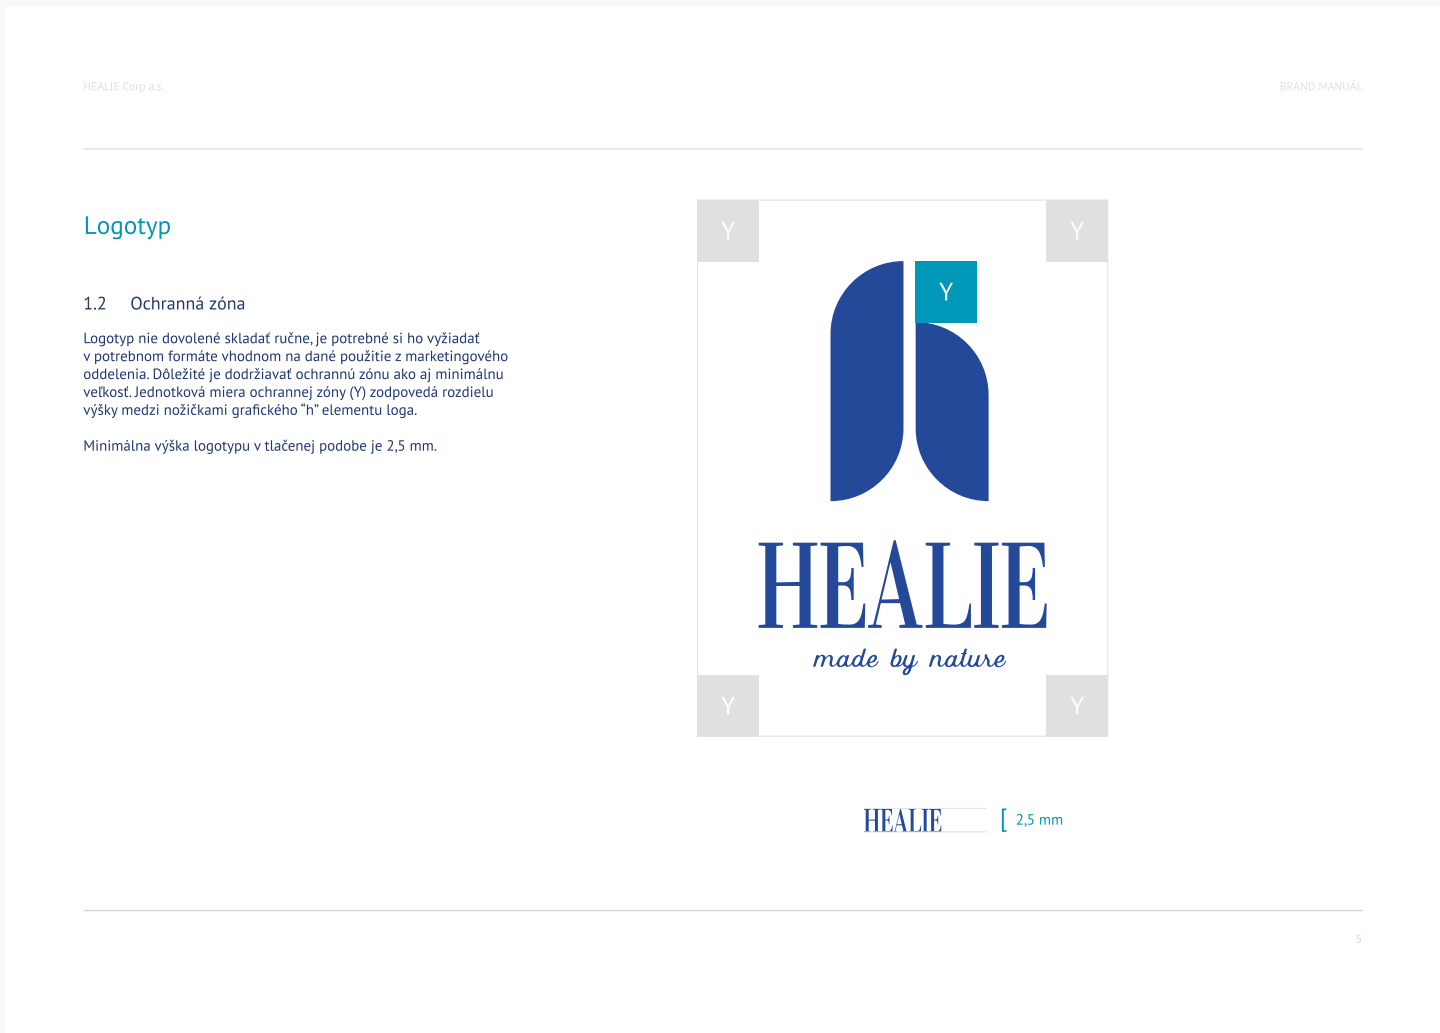 HEALIE Corp a.s.
BRAND MANUÁL
Logotyp
1.2 Ochranná zóna
Logotyp nie dovolené skladať ručne, je potrebné si ho vyžiadať
v potrebnom formáte vhodnom na dané použitie z marketingového
oddelenia. Dôležité je dodržiavať ochrannú zónu ako aj minimálnu
veľkosť. Jednotková miera ochrannej zóny (Y) zodpovedá rozdielu
výšky medzi nožičkami grafického “h” elementu loga.
Minimálna výška logotypu v tlačenej podobe je 2,5 mm.
Y
Y
Y
HEALIE
made by nature
Y
Y
HEALIE
2,5 mm
5